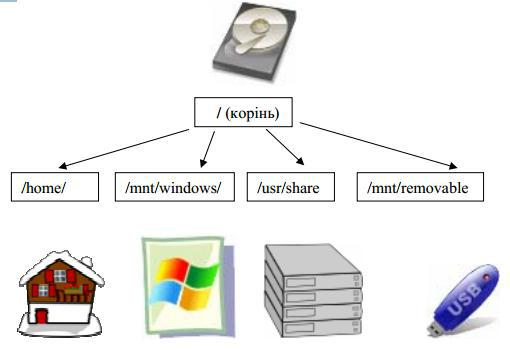 / (корінь)
/home/
/mnt/windows/
/usr/share
/mnt/removable
USB